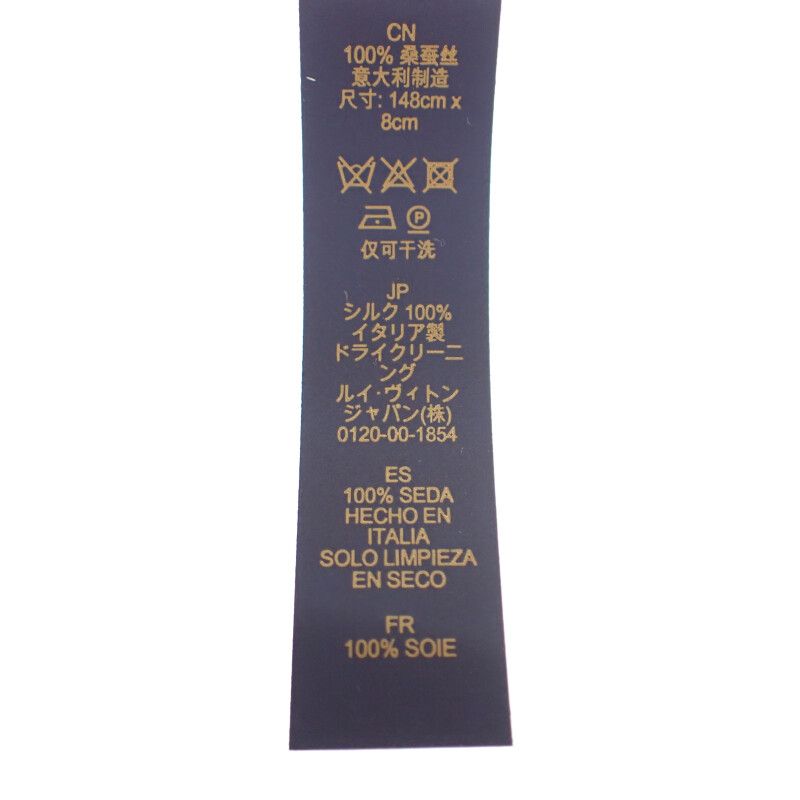 CN
100% 桑蚕丝
意大利制造
尺寸: 148cm x
8cm
P
仅可干洗
JP
シルク 100%
イタリア製
ドライクリーニ
ング
ルイ·ヴィトン
ジャパン(株)
0120-00-1854
ES
100% SEDA
HECHO EN
ITALIA
SOLO LIMPIEZA
EN SECO
FR
100% SOIE